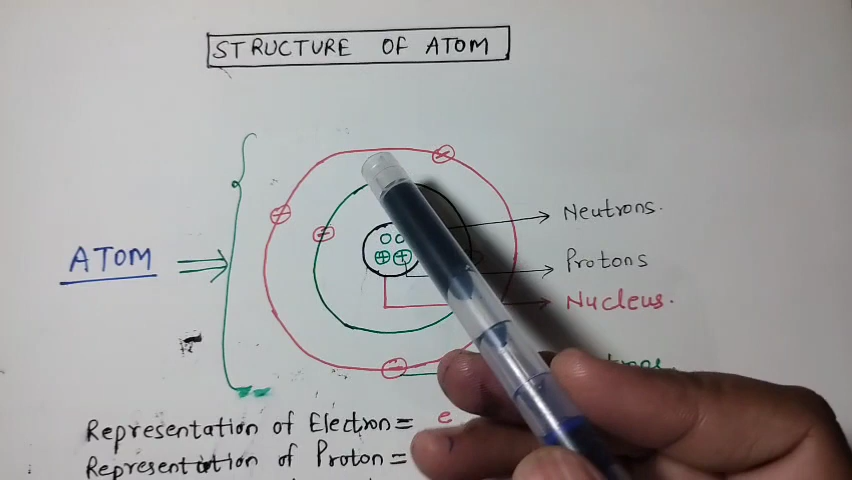 STRUCTURE OF ATOM
Neutrons.
ATOM
Protons
Nucleus.
Representation of Electron = e
Representation of Proton =